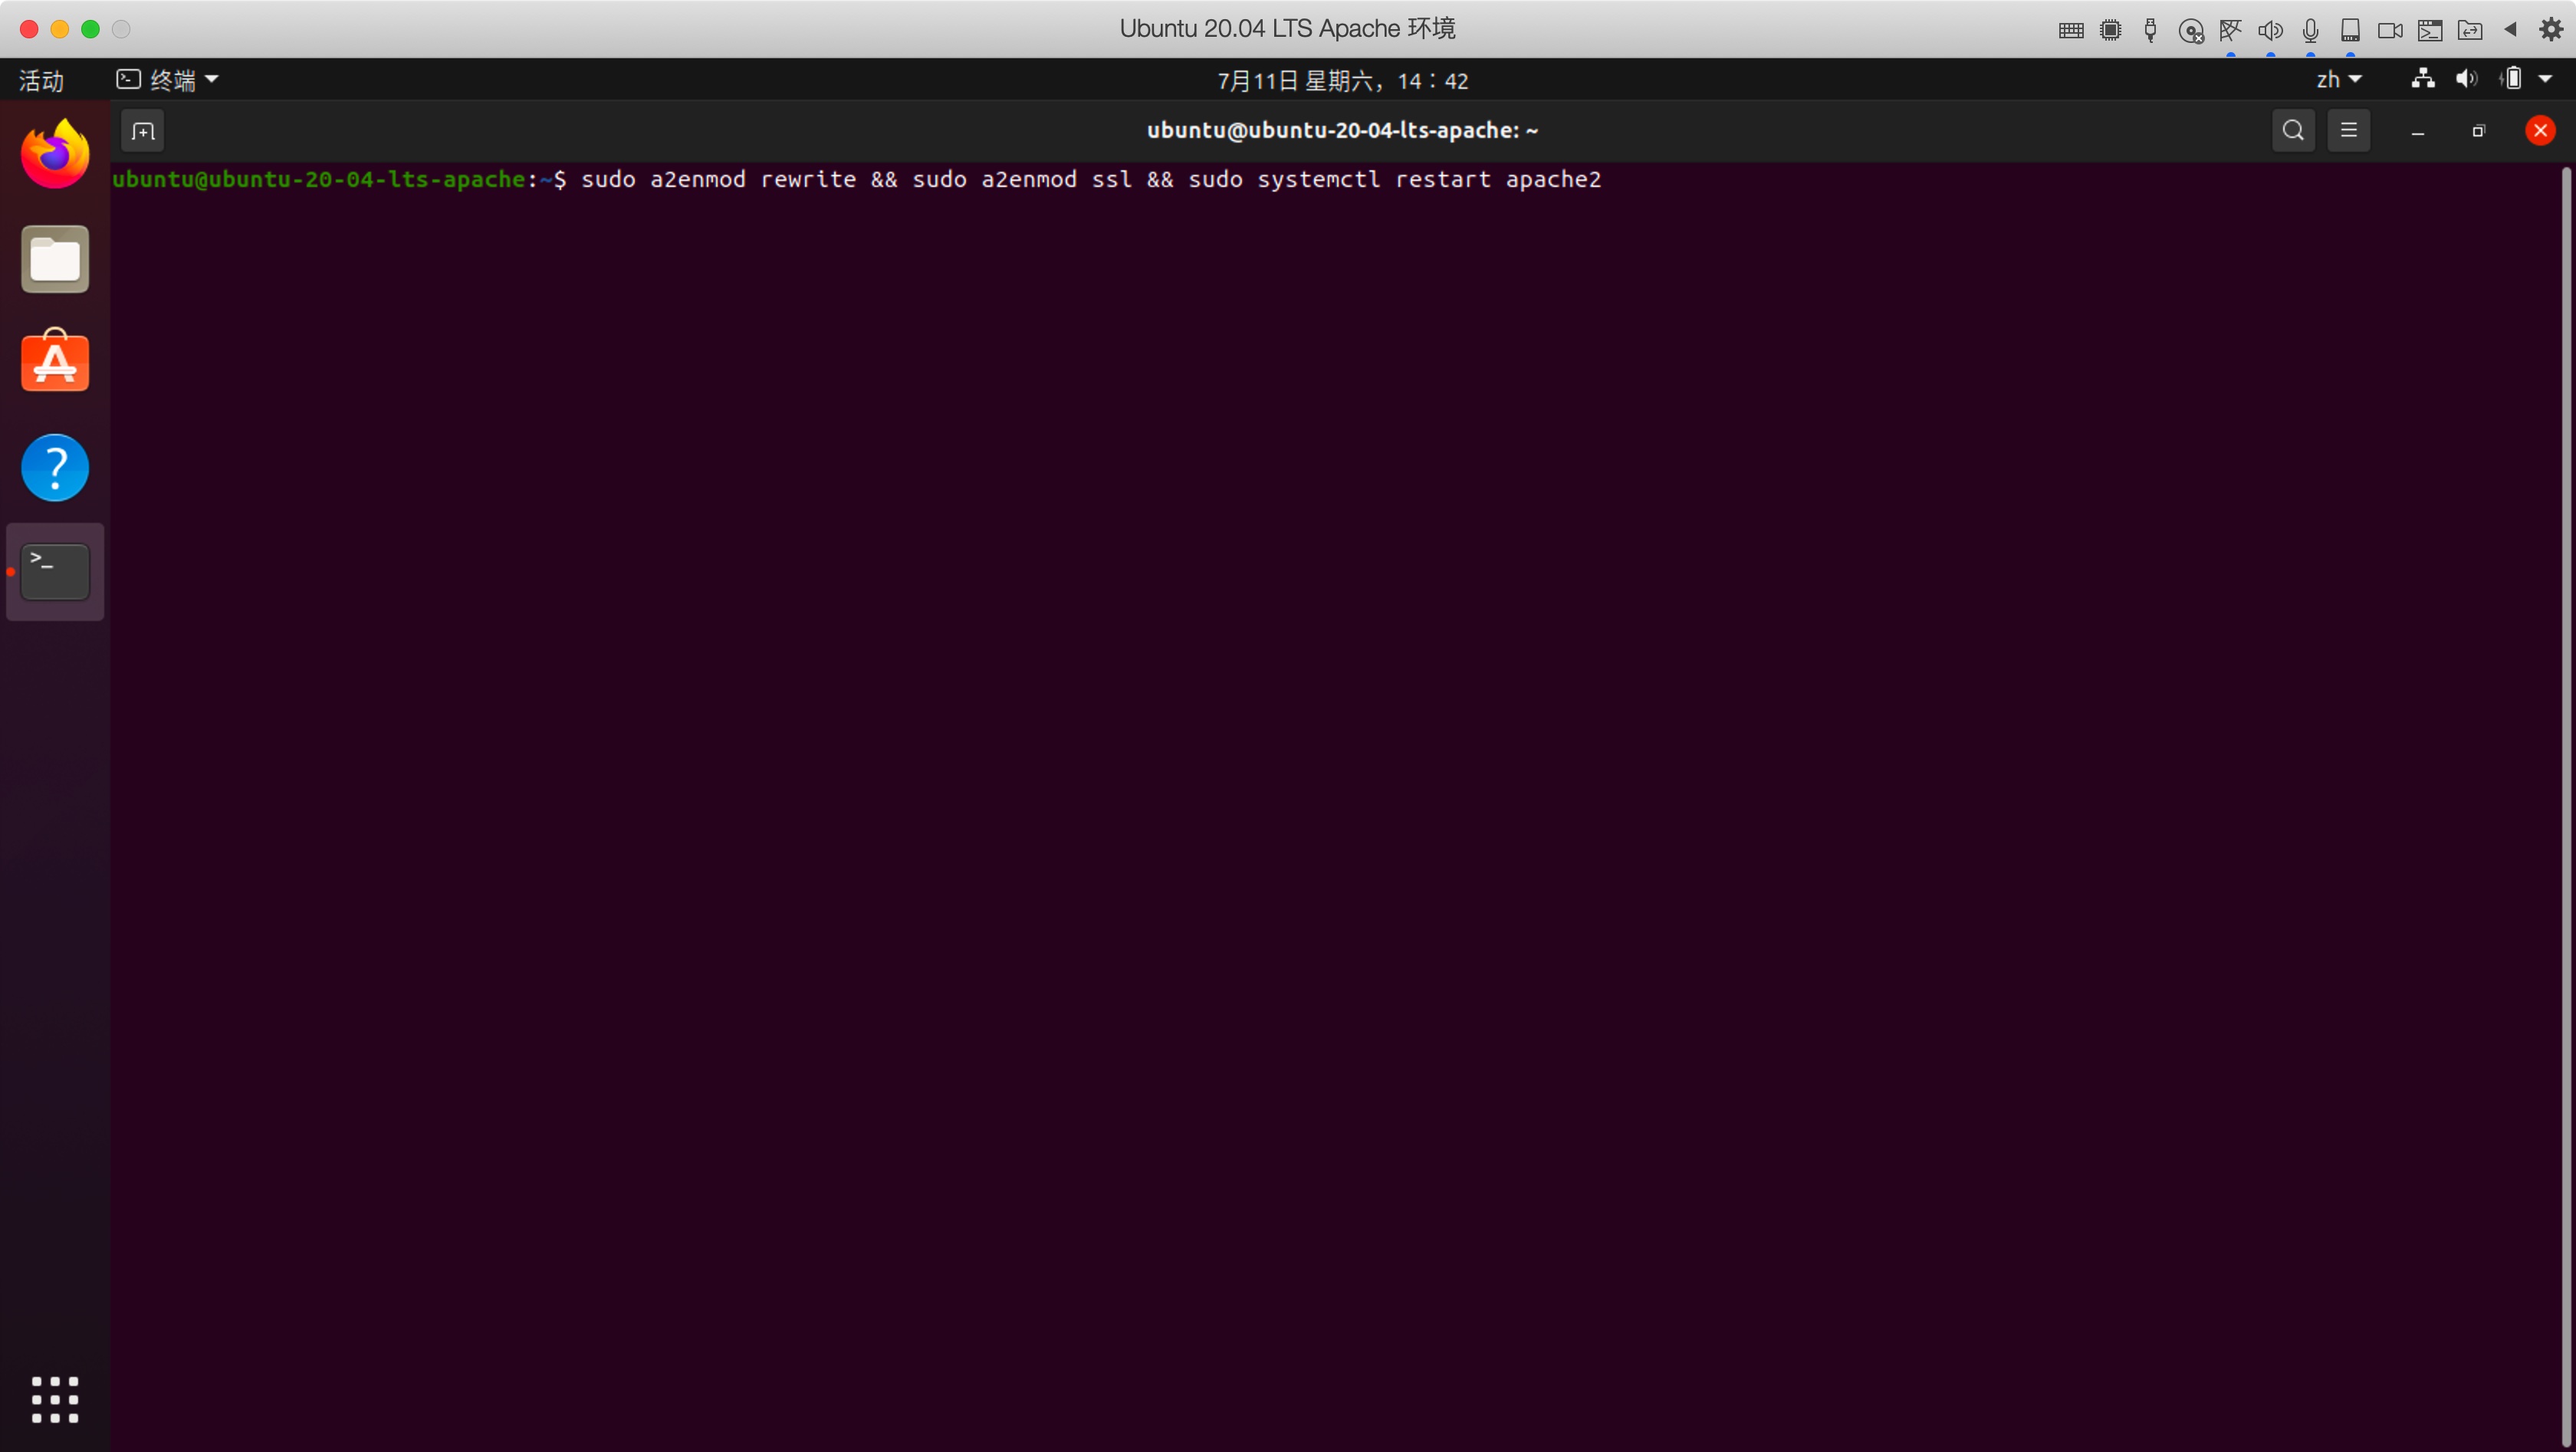 Ubuntu 20.04 LTS Apache 环境
活动
终端
7月11日 星期六，14：42
zh
ubuntu@ubuntu-20-04-lts-apache: ~
ubuntu@ubuntu-20-04-lts-apache:~$ sudo a2enmod rewrite && sudo a2enmod ssl && sudo systemctl restart apache2